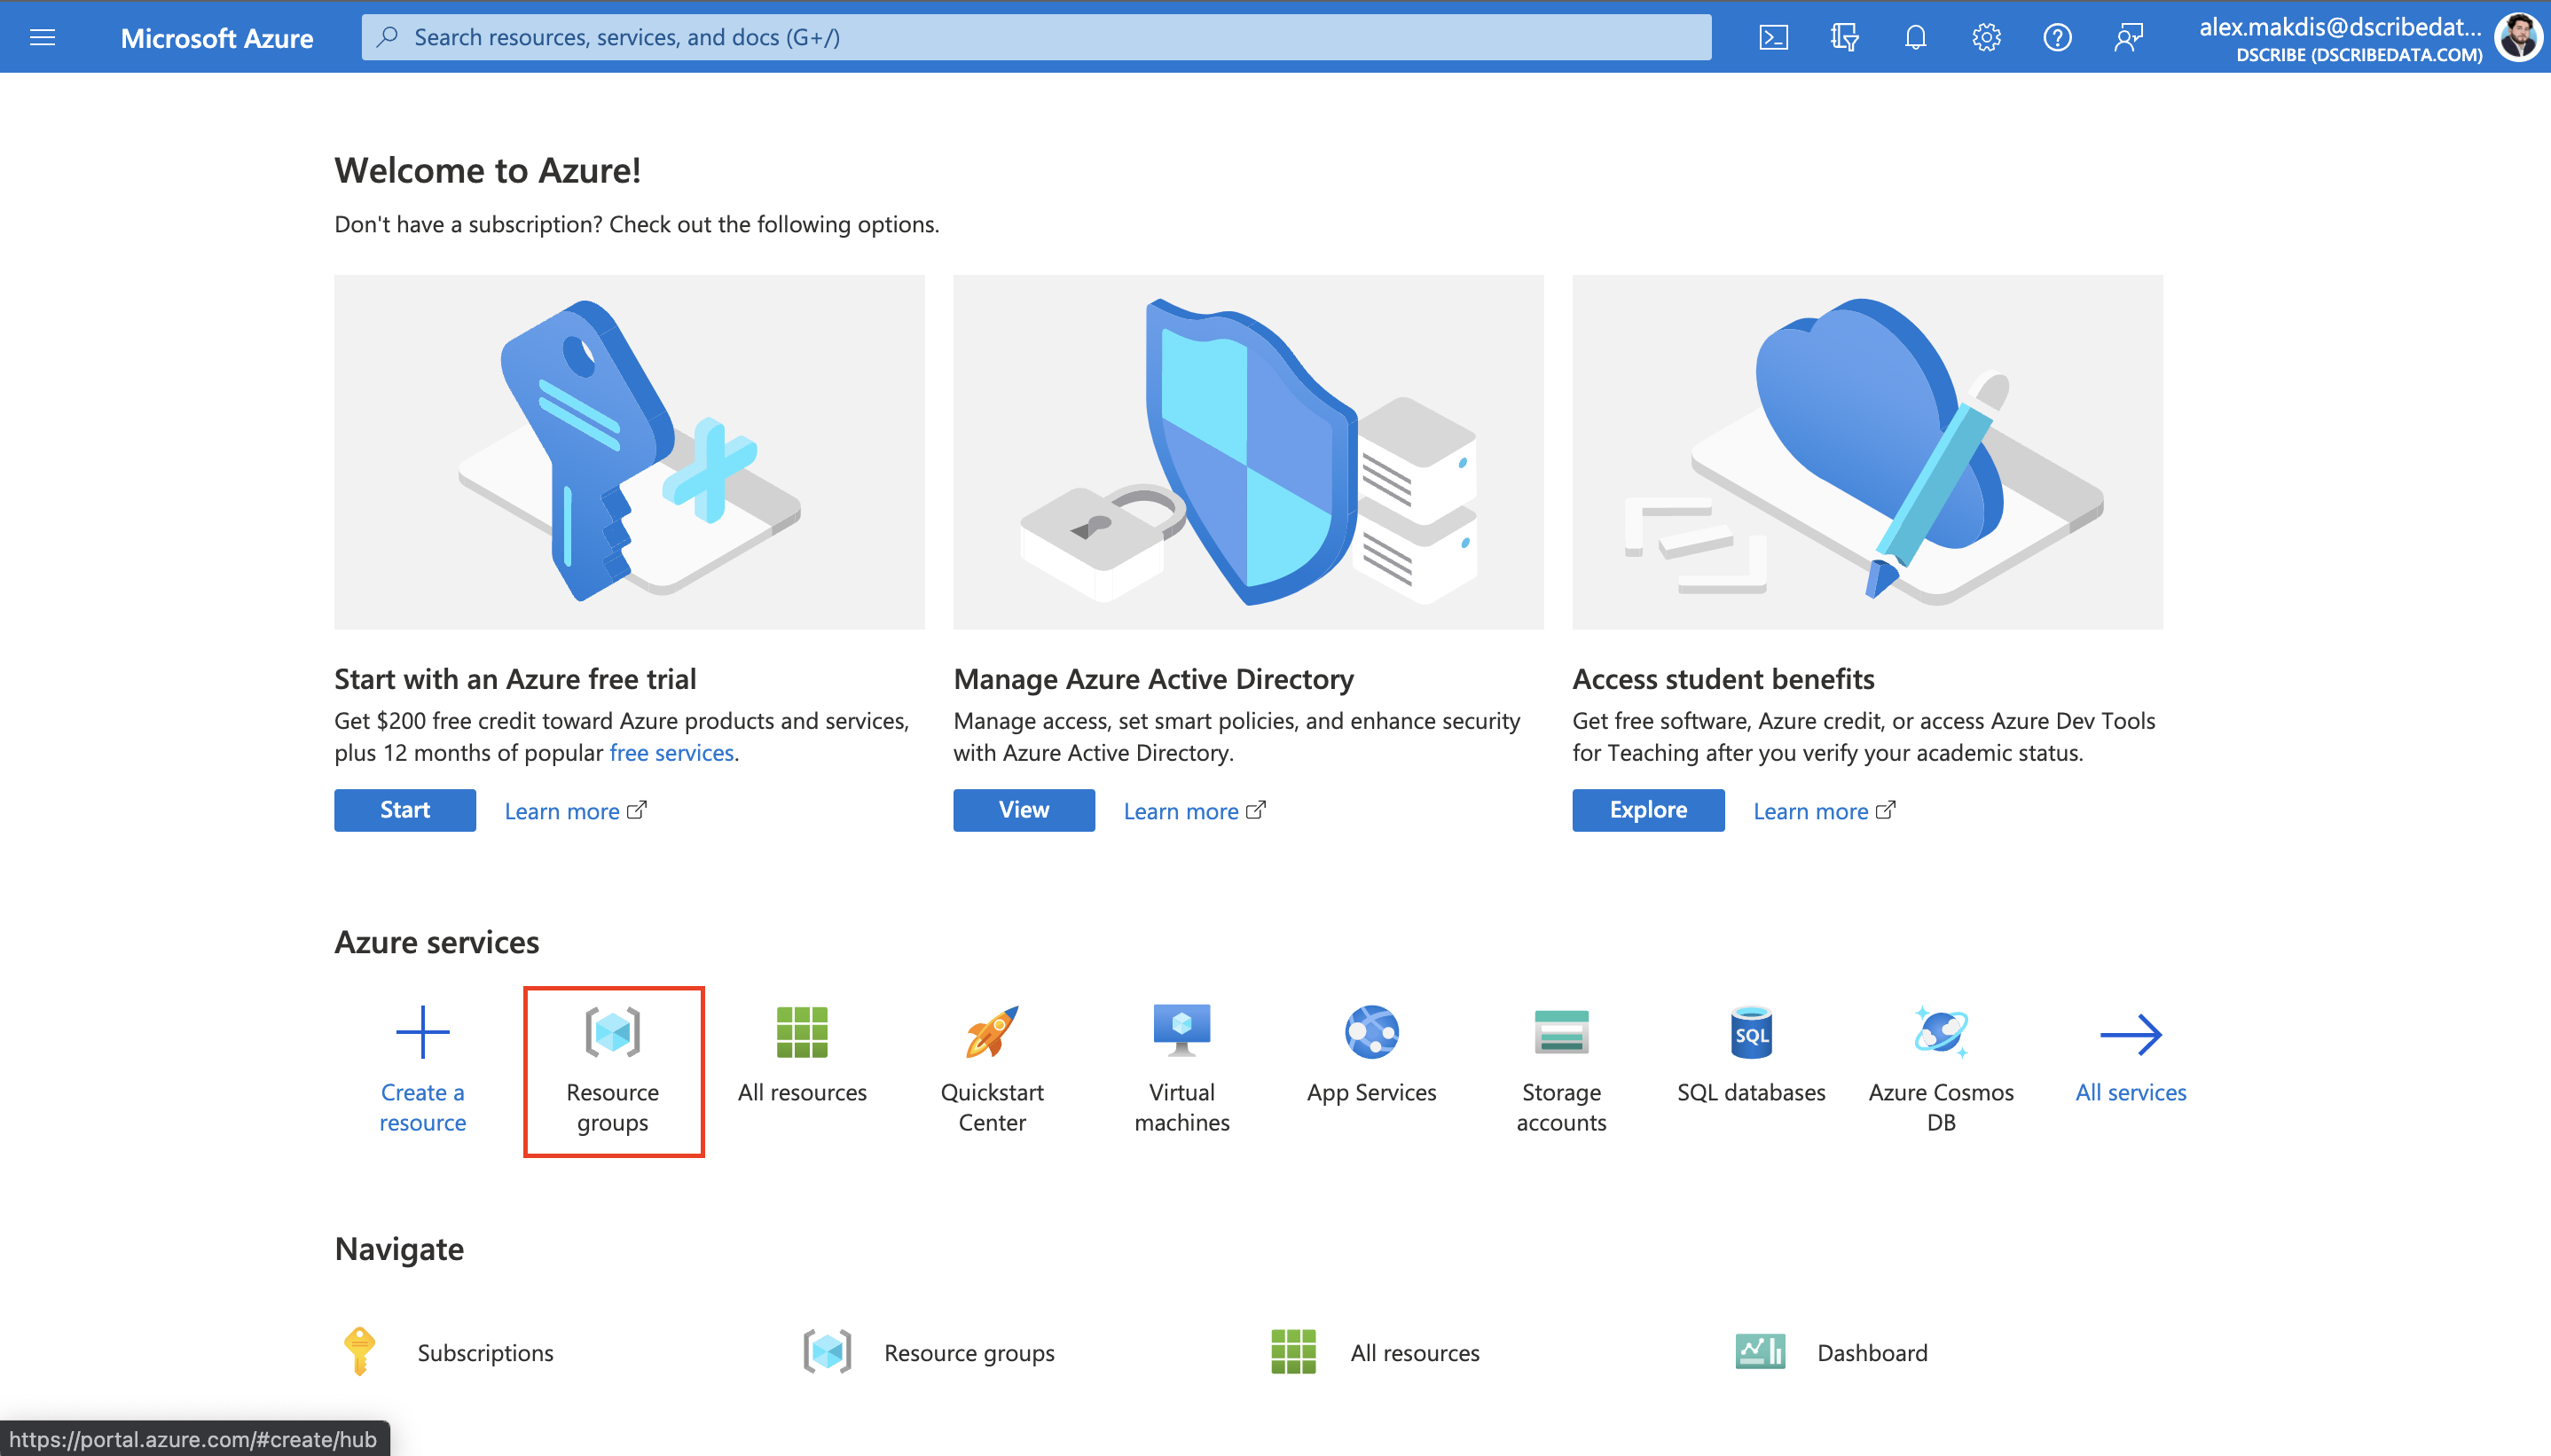 Microsoft Azure
Search resources, services, and docs (G+/)
alex.makdis@dscribedat...
DSCRIBE (DSCRIBEDATA.COM)
Welcome to Azure!
Don't have a subscription? Check out the following options.
Start with an Azure free trial
Get $200 free credit toward Azure products and services,
plus 12 months of popular free services.
Start
Learn more
Manage Azure Active Directory
Manage access, set smart policies, and enhance security
with Azure Active Directory.
View
Learn more
Access student benefits
Get free software, Azure credit, or access Azure Dev Tools
for Teaching after you verify your academic status.
Explore
Learn more
Azure services
Create a
resource
Resource
groups
All resources
Quickstart
Center
Virtual
machines
App Services
Storage
accounts
SQL
SQL databases
Azure Cosmos
DB
All services
Navigate
Subscriptions
Resource groups
All resources
Dashboard
https://portal.azure.com/#create/hub